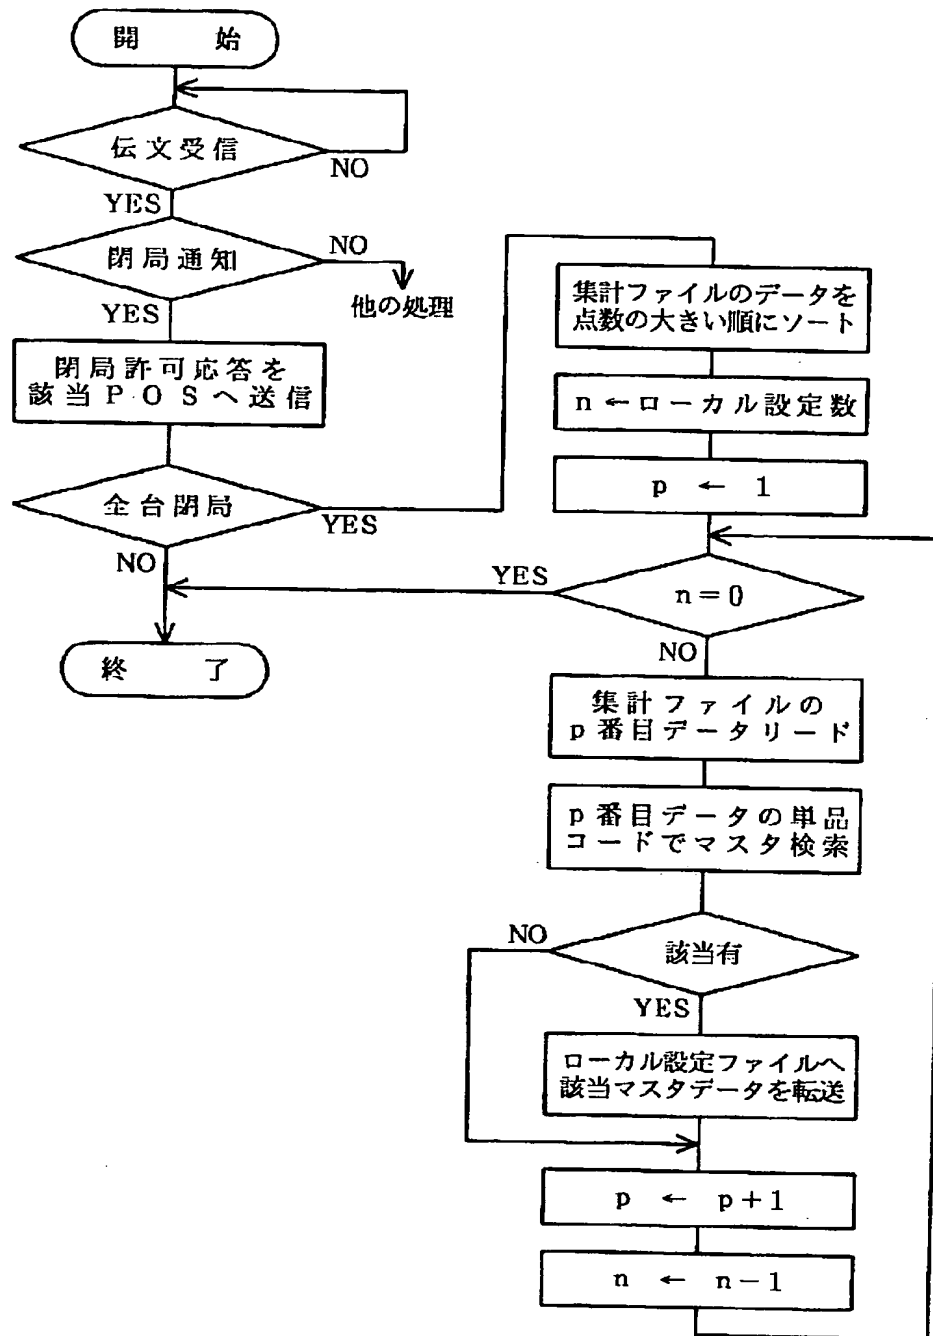 開 始
伝文受信
NO
YES
閉局通知
NO
他の処理
YES
閉局許可応答を
該当POSへ送信
全台閉局
YES
NO
終 了
集計ファイルのデータを
点数の大きい順にソート
n←ローカル設定数
p ← 1
n=0
YES
NO
集計ファイルの
p番目データリード
p番目データの単品
コードでマスタ検索
該当有
NO
YES
ローカル設定ファイルへ
該当マスタデータを転送
p ← p+1
n ← n-1